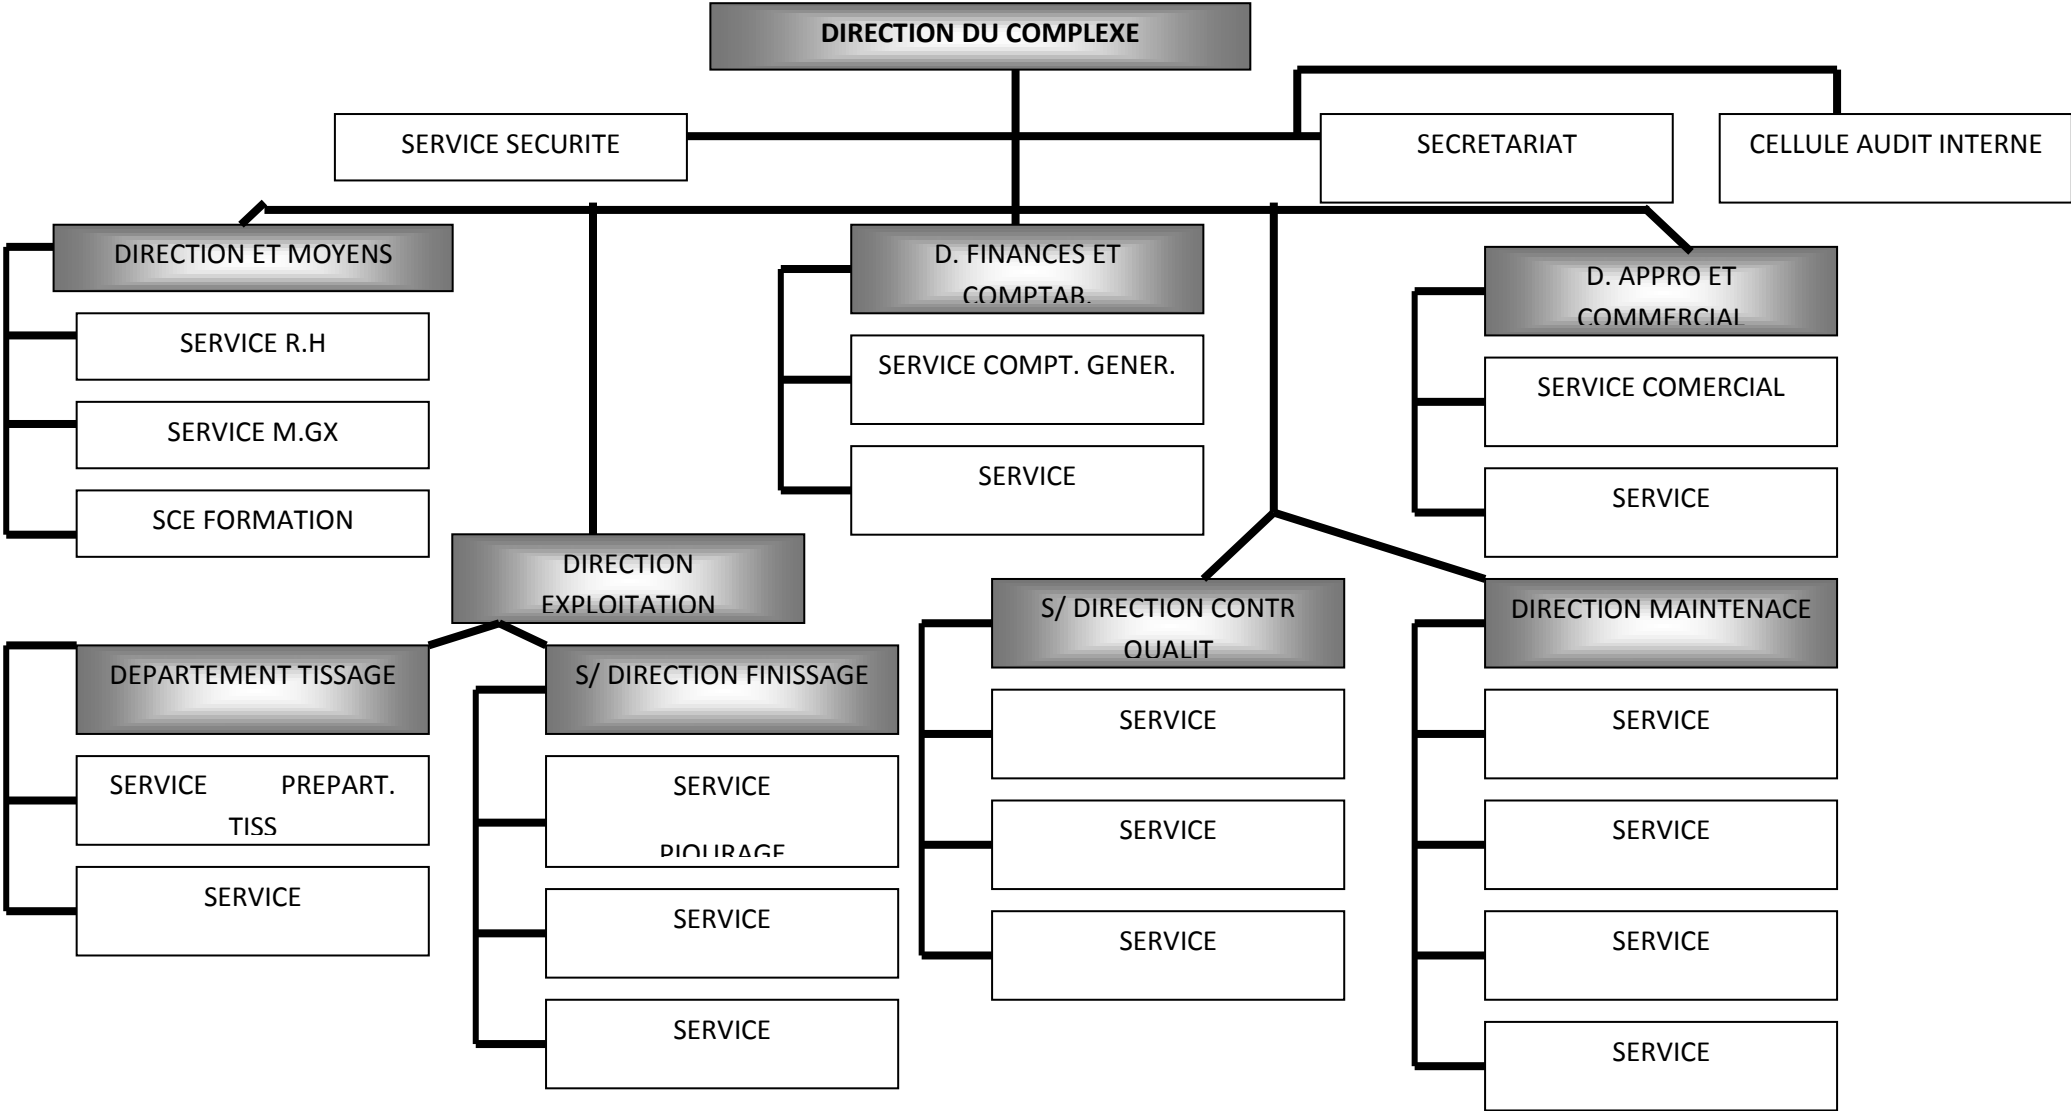 DIRECTION DU COMPLEXE
SERVICE SECURITE
SECRETARIAT
CELLULE AUDIT INTERNE
DIRECTION ET MOYENS
SERVICE R.H
SERVICE M.GX
SCE FORMATION
D. FINANCES ET
COMPTAB.
SERVICE COMPT. GENER.
SERVICE
D. APPRO ET
COMMERCIAL
SERVICE COMERCIAL
SERVICE
DIRECTION
EXPLOITATION
DEPARTEMENT TISSAGE
SERVICE PREPART.
TISS
SERVICE
S/ DIRECTION FINISSAGE
SERVICE
PIQURAGE
SERVICE
SERVICE
S/ DIRECTION CONTR
QUALIT
SERVICE
SERVICE
SERVICE
DIRECTION MAINTENACE
SERVICE
SERVICE
SERVICE
SERVICE